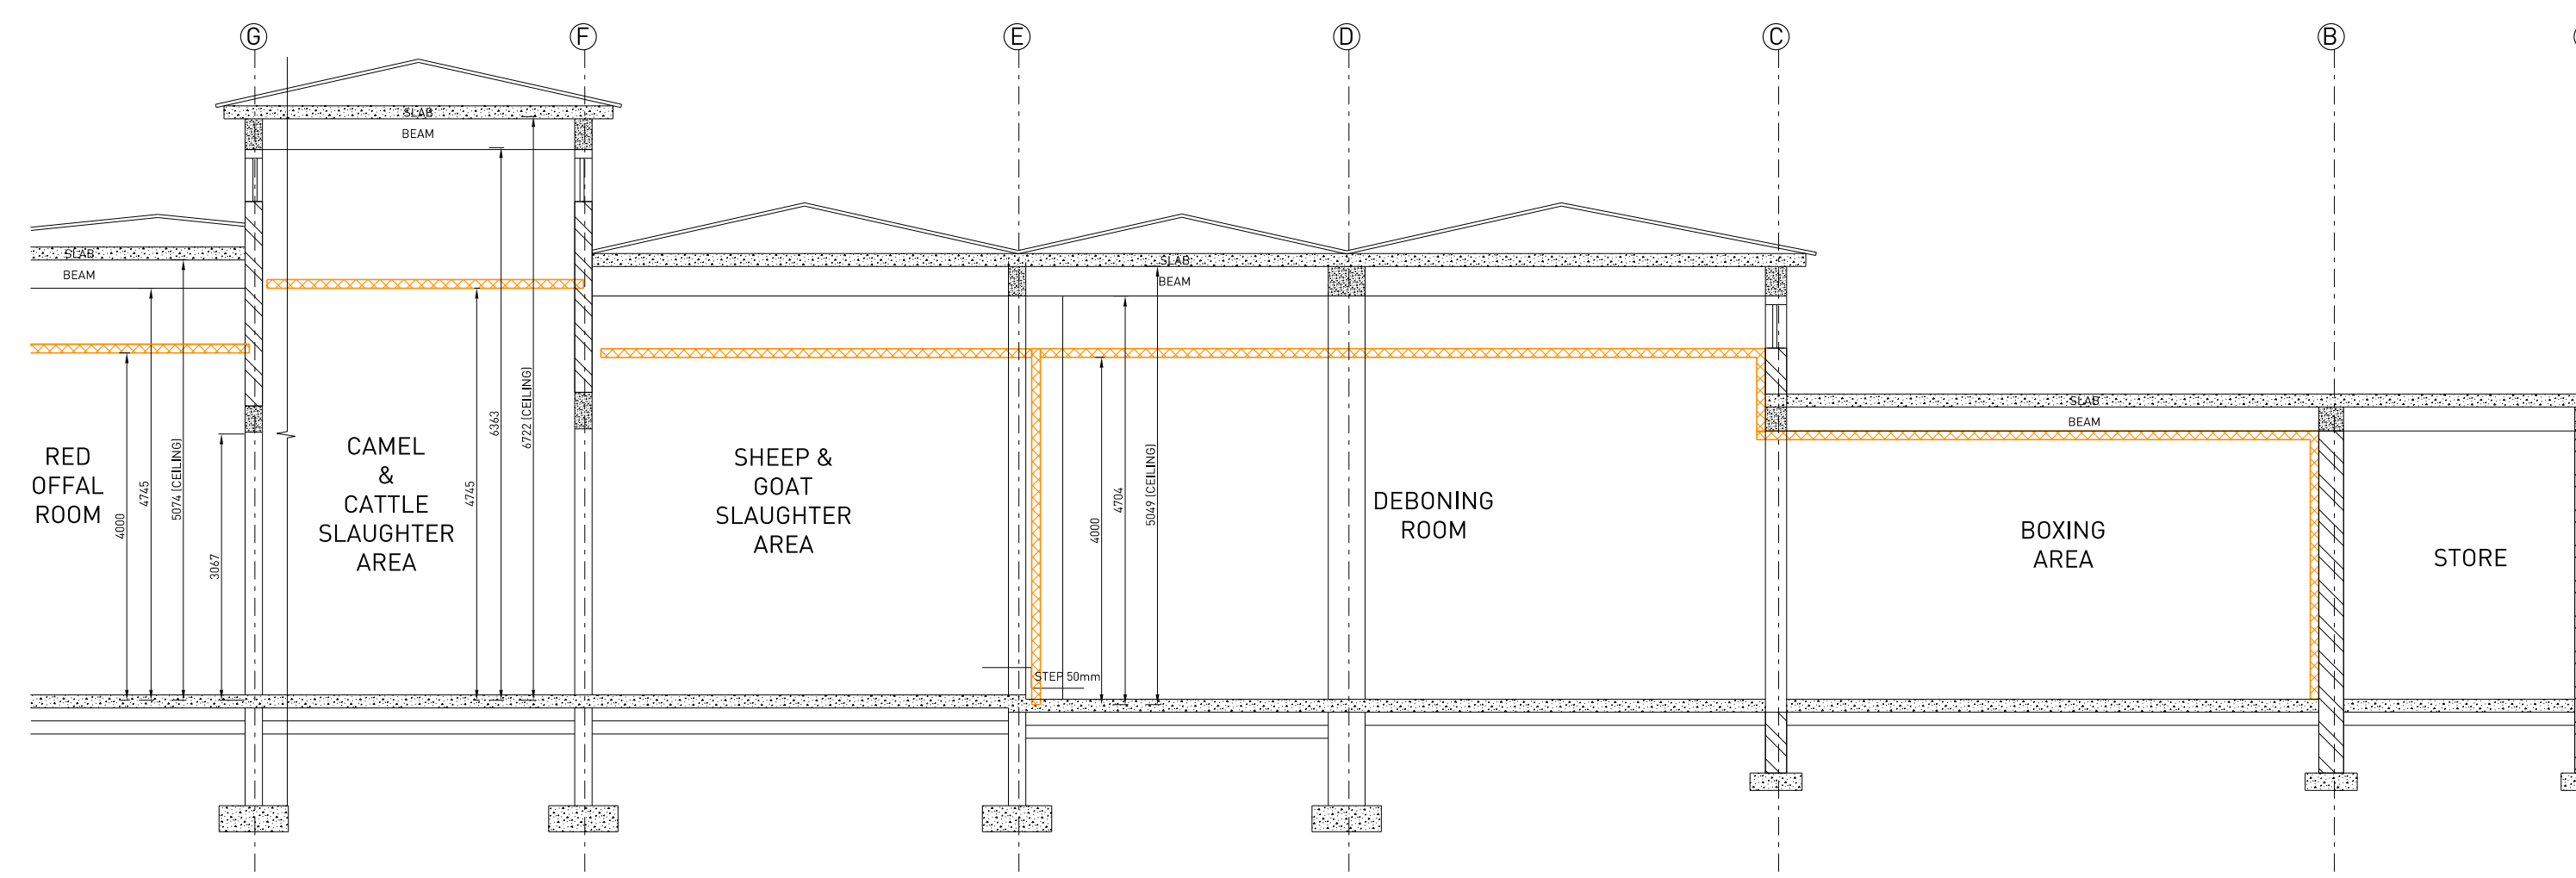 G
F
E
D
C
B
SLAB
BEAM
SLAB
BEAM
SLAB
BEAM
SLAB
BEAM
RED
OFFAL
ROOM
4000
4745
5074 (CEILING)
3067
CAMEL
&
CATTLE
SLAUGHTER
AREA
4745
6363
6722 (CEILING)
SHEEP &
GOAT
SLAUGHTER
AREA
STEP 50mm
4000
4704
5049 (CEILING)
DEBONING
ROOM
BOXING
AREA
STORE